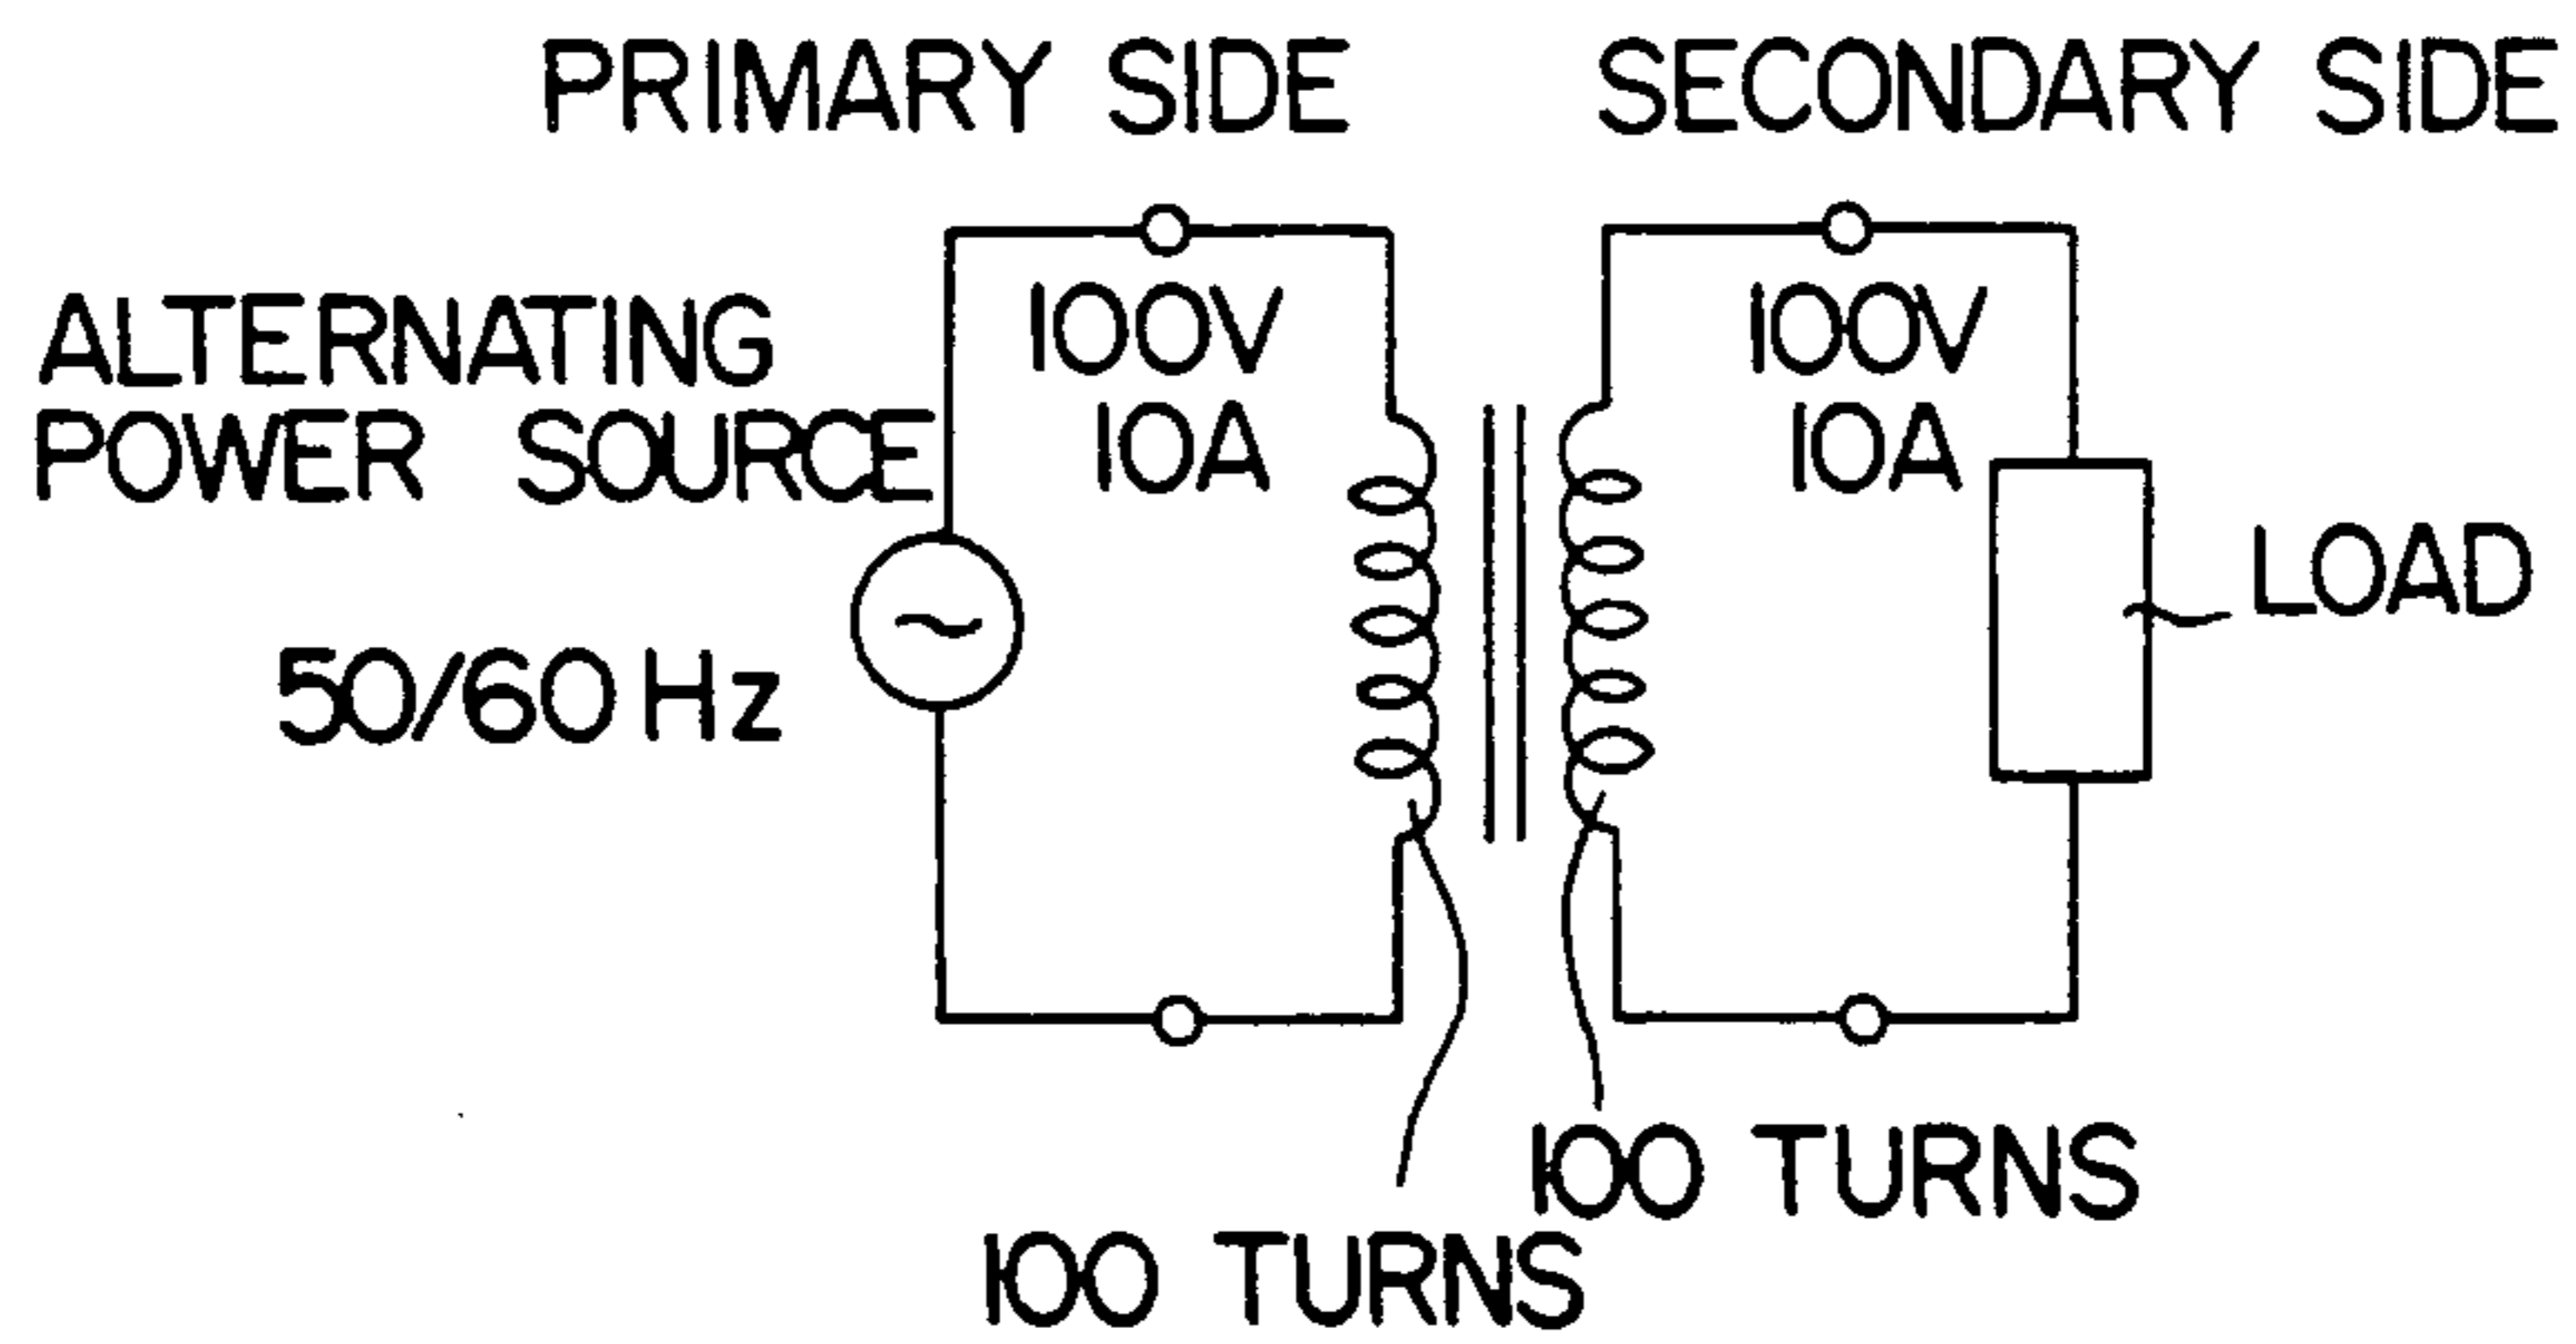 PRIMARY SIDE
SECONDARY SIDE
ALTERNATING
POWER SOURCE
50/60 Hz
100V
10A
100V
10A
LOAD
100 TURNS
100 TURNS